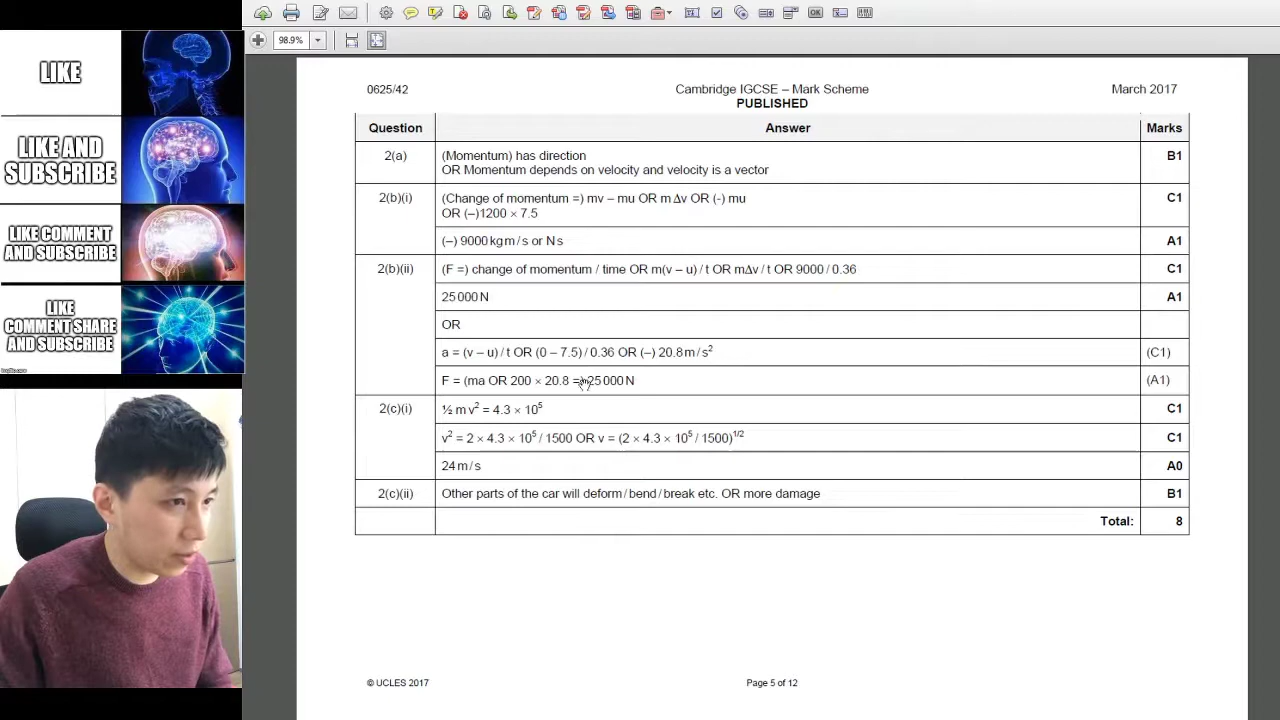 98.9%
LIKE
LIKE AND
SUBSCRIBE
LIKE COMMENT
AND SUBSCRIBE
LIKE
COMMENT SHARE
AND SUBSCRIBE
imgflip.com
0625/42
Cambridge IGCSE – Mark Scheme
March 2017
PUBLISHED
Question Answer Marks
2(a) (Momentum) has direction B1
OR Momentum depends on velocity and velocity is a vector
2(b)(i) (Change of momentum =) mv – mu OR m Δv OR (-) mu C1
OR (–)1200 × 7.5
(–) 9000 kg m / s or N s A1
2(b)(ii) (F =) change of momentum / time OR m(v – u) / t OR mΔv / t OR 9000 / 0.36 C1
25 000 N A1
OR
a = (v – u) / t OR (0 – 7.5) / 0.36 OR (–) 20.8 m / s² (C1)
F = (ma OR 200 × 20.8 =) 25 000 N (A1)
2(c)(i) ½ m v² = 4.3 × 10⁵ C1
v² = 2 × 4.3 × 10⁵ / 1500 OR v = (2 × 4.3 × 10⁵ / 1500)¹ᐟ² C1
24 m / s A0
2(c)(ii) Other parts of the car will deform / bend / break etc. OR more damage B1
Total: 8
© UCLES 2017
Page 5 of 12